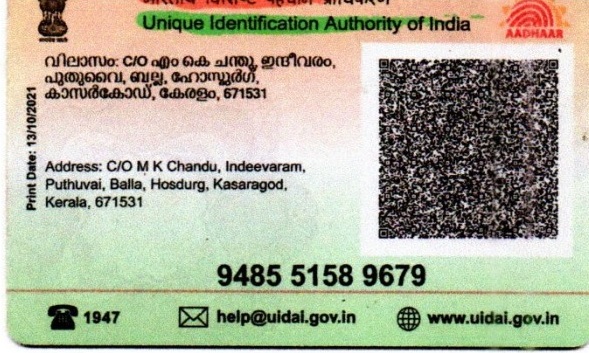 Unique Identification Authority of India
AADHAAR
വിലാസം: C/O എം കെ ചന്തു, ഇന്ദീവരം,
പുതുവൈ, ബല്ല, ഹോസ്ദുർഗ്,
കാസർകോട്, കേരളം, 671531
Print Date: 13/10/2021
Address: C/O M K Chandu, Indeevaram,
Puthuvai, Balla, Hosdurg, Kasaragod,
Kerala, 671531
9485 5158 9679
1947
help@uidai.gov.in
www.uidai.gov.in